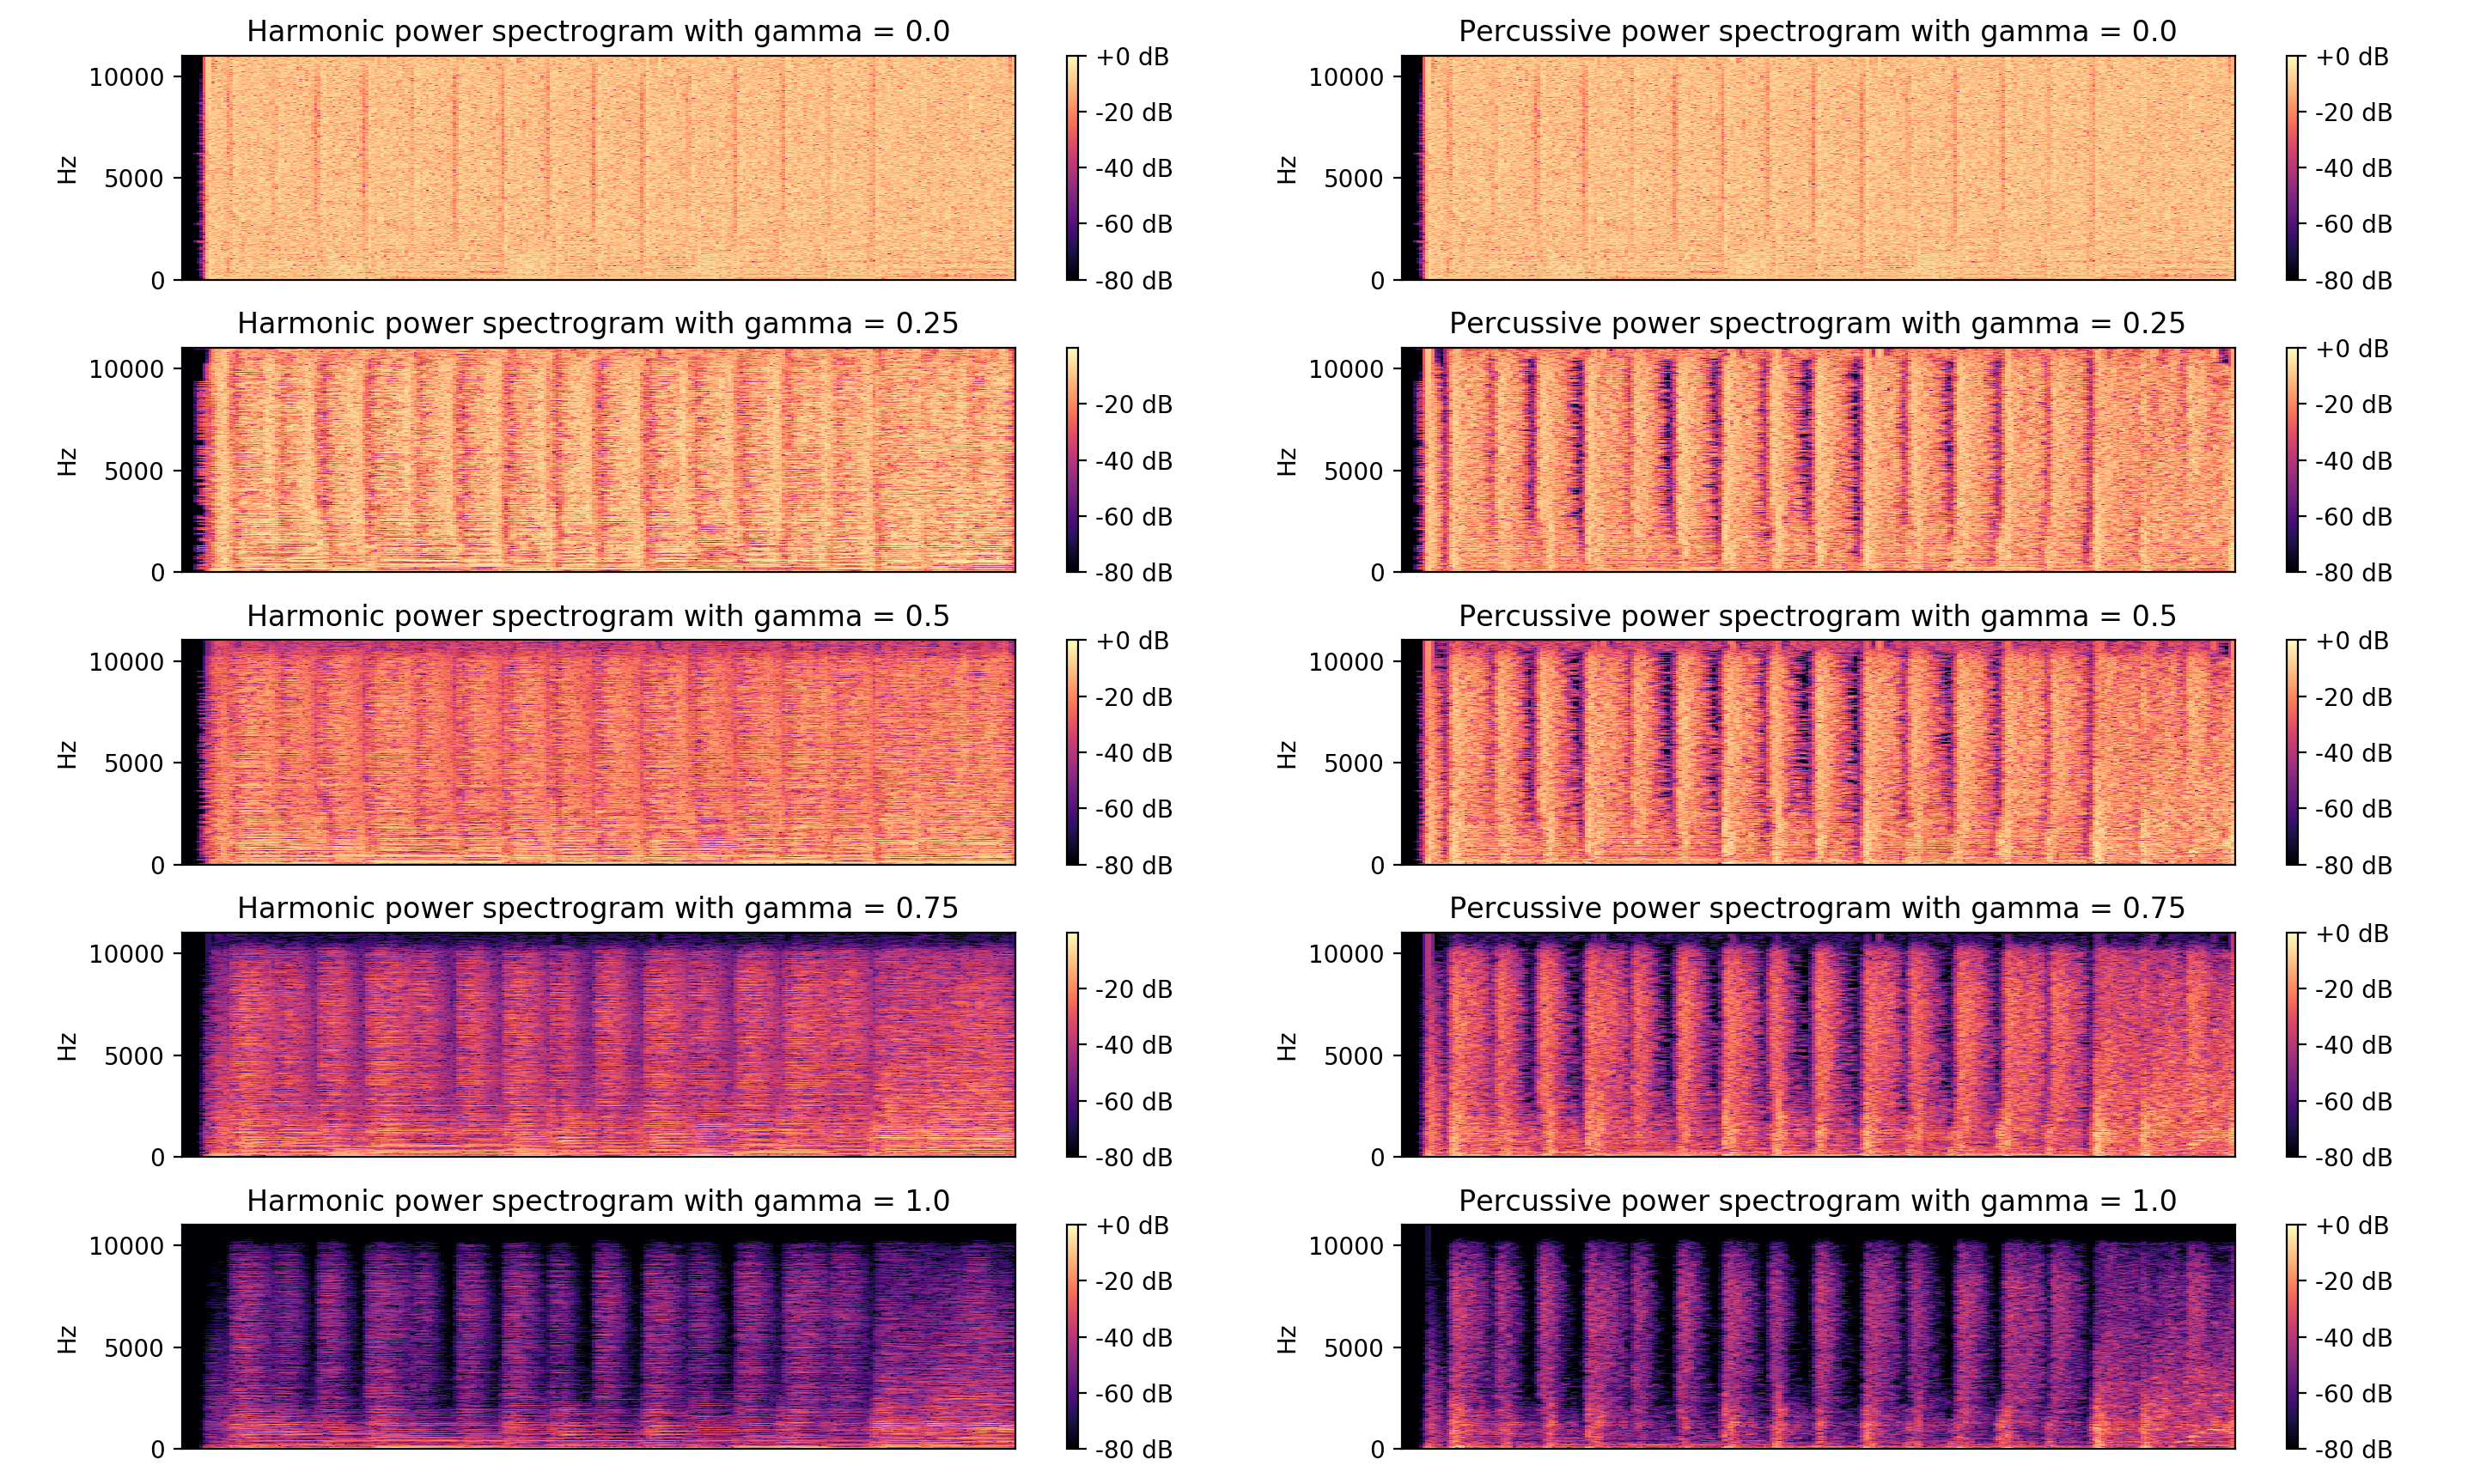 Harmonic power spectrogram with gamma = 0.0
10000
5000
0
Hz
+0 dB
-20 dB
-40 dB
-60 dB
-80 dB
Percussive power spectrogram with gamma = 0.0
10000
5000
0
Hz
+0 dB
-20 dB
-40 dB
-60 dB
-80 dB
Harmonic power spectrogram with gamma = 0.25
10000
5000
0
Hz
-20 dB
-40 dB
-60 dB
-80 dB
Percussive power spectrogram with gamma = 0.25
10000
5000
0
Hz
+0 dB
-20 dB
-40 dB
-60 dB
-80 dB
Harmonic power spectrogram with gamma = 0.5
10000
5000
0
Hz
+0 dB
-20 dB
-40 dB
-60 dB
-80 dB
Percussive power spectrogram with gamma = 0.5
10000
5000
0
Hz
+0 dB
-20 dB
-40 dB
-60 dB
-80 dB
Harmonic power spectrogram with gamma = 0.75
10000
5000
0
Hz
-20 dB
-40 dB
-60 dB
-80 dB
Percussive power spectrogram with gamma = 0.75
10000
5000
0
Hz
+0 dB
-20 dB
-40 dB
-60 dB
-80 dB
Harmonic power spectrogram with gamma = 1.0
10000
5000
0
Hz
+0 dB
-20 dB
-40 dB
-60 dB
-80 dB
Percussive power spectrogram with gamma = 1.0
10000
5000
0
Hz
+0 dB
-20 dB
-40 dB
-60 dB
-80 dB